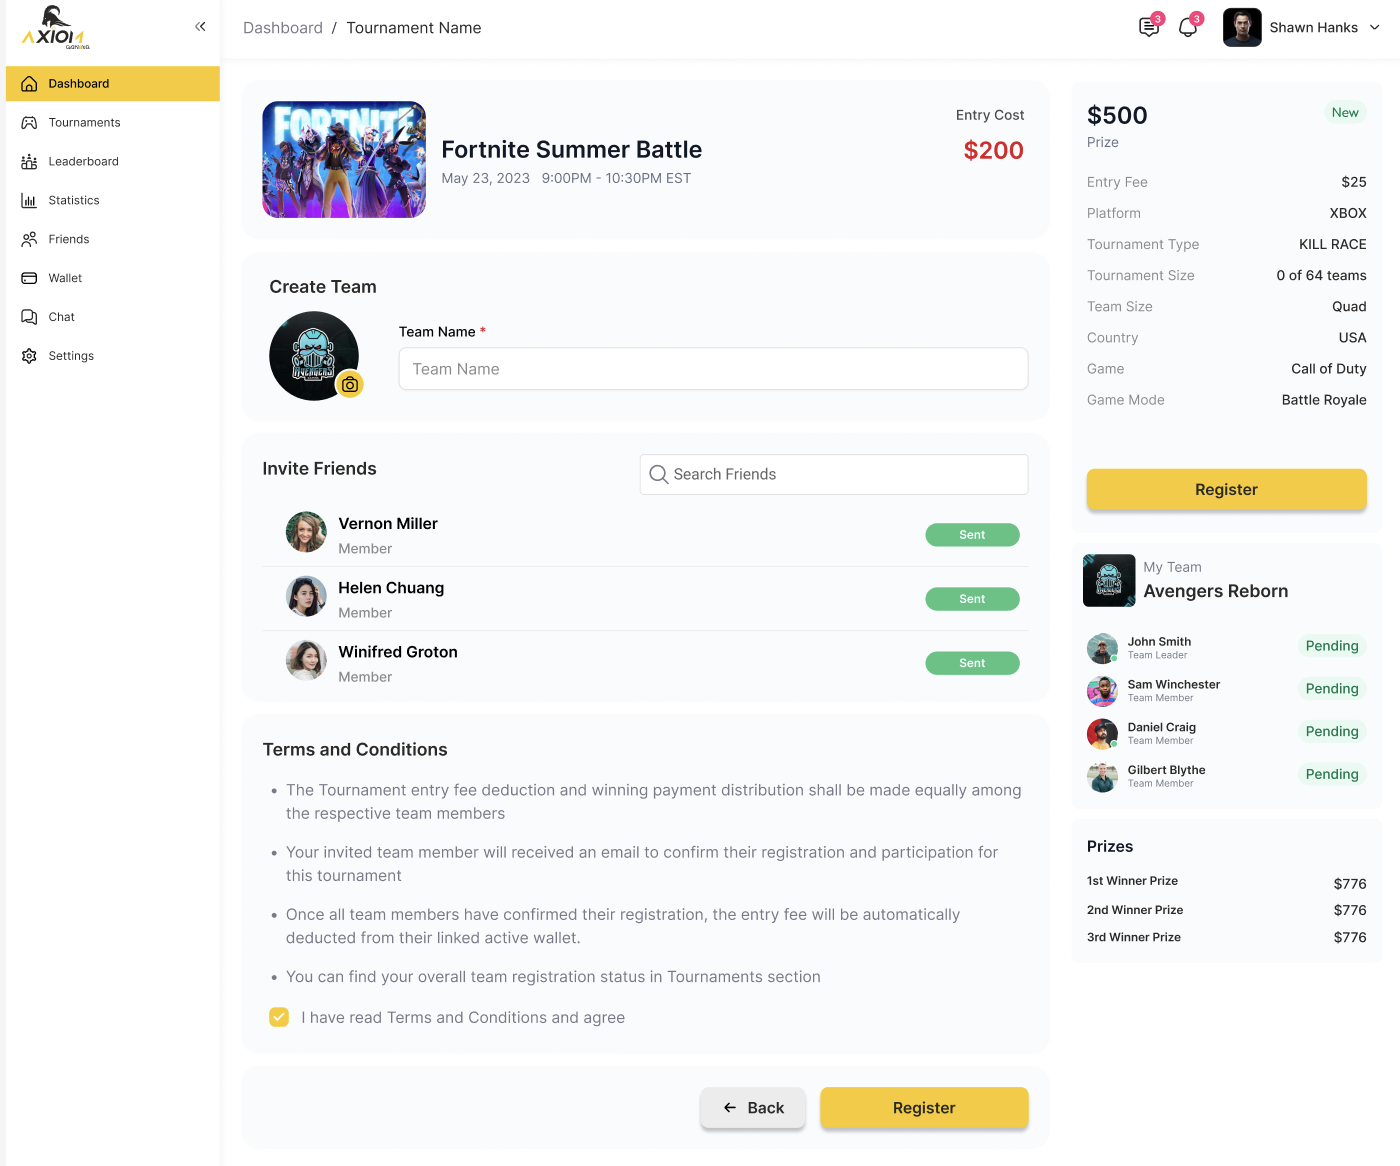 AXIOM
GAMING
Dashboard / Tournament Name
3
3
Shawn Hanks
Dashboard
Tournaments
Leaderboard
Statistics
Friends
Wallet
Chat
Settings
FORTNITE
Fortnite Summer Battle
May 23, 2023 9:00PM - 10:30PM EST
Entry Cost
$200
Create Team
AVENGERS
Team Name *
Team Name
Invite Friends
Search Friends
Vernon Miller
Member
Sent
Helen Chuang
Member
Sent
Winifred Groton
Member
Sent
Terms and Conditions
• The Tournament entry fee deduction and winning payment distribution shall be made equally among
the respective team members
• Your invited team member will received an email to confirm their registration and participation for
this tournament
• Once all team members have confirmed their registration, the entry fee will be automatically
deducted from their linked active wallet.
• You can find your overall team registration status in Tournaments section
I have read Terms and Conditions and agree
Back
Register
$500
New
Prize
Entry Fee $25
Platform XBOX
Tournament Type KILL RACE
Tournament Size 0 of 64 teams
Team Size Quad
Country USA
Game Call of Duty
Game Mode Battle Royale
Register
My Team
Avengers Reborn
John Smith
Team Leader
Pending
Sam Winchester
Team Member
Pending
Daniel Craig
Team Member
Pending
Gilbert Blythe
Team Member
Pending
Prizes
1st Winner Prize $776
2nd Winner Prize $776
3rd Winner Prize $776